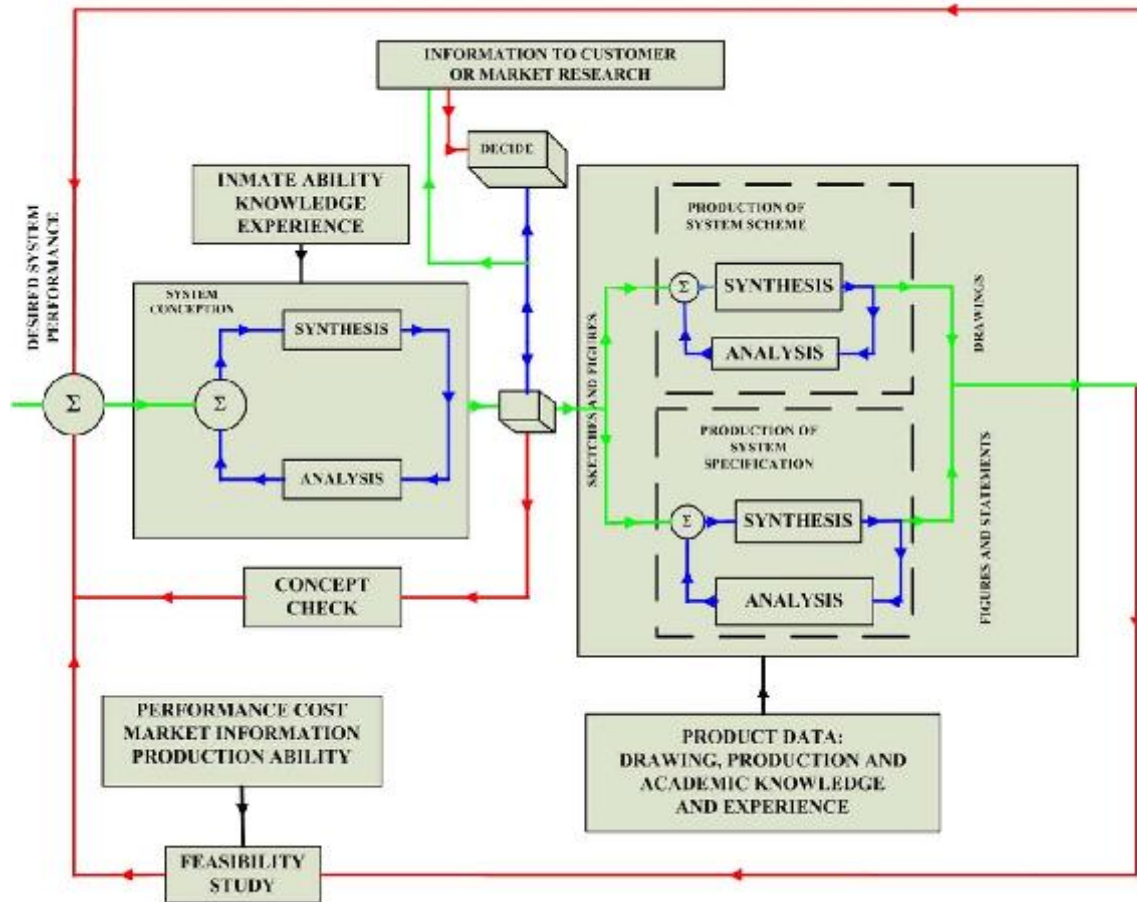 INFORMATION TO CUSTOMER
OR MARKET RESEARCH
DECIDE
INMATE ABILITY
KNOWLEDGE
EXPERIENCE
DESIRED SYSTEM
PERFORMANCE
SYSTEM
CONCEPTION
SYNTHESIS
Σ
Σ
ANALYSIS
SKETCHES AND FIGURES
PRODUCTION OF
SYSTEM SCHEME
Σ
SYNTHESIS
ANALYSIS
DRAWINGS
PRODUCTION OF
SYSTEM
SPECIFICATION
Σ
SYNTHESIS
ANALYSIS
FIGURES AND STATEMENTS
CONCEPT
CHECK
PERFORMANCE COST
MARKET INFORMATION
PRODUCTION ABILITY
PRODUCT DATA:
DRAWING, PRODUCTION AND
ACADEMIC KNOWLEDGE
AND EXPERIENCE
FEASIBILITY
STUDY